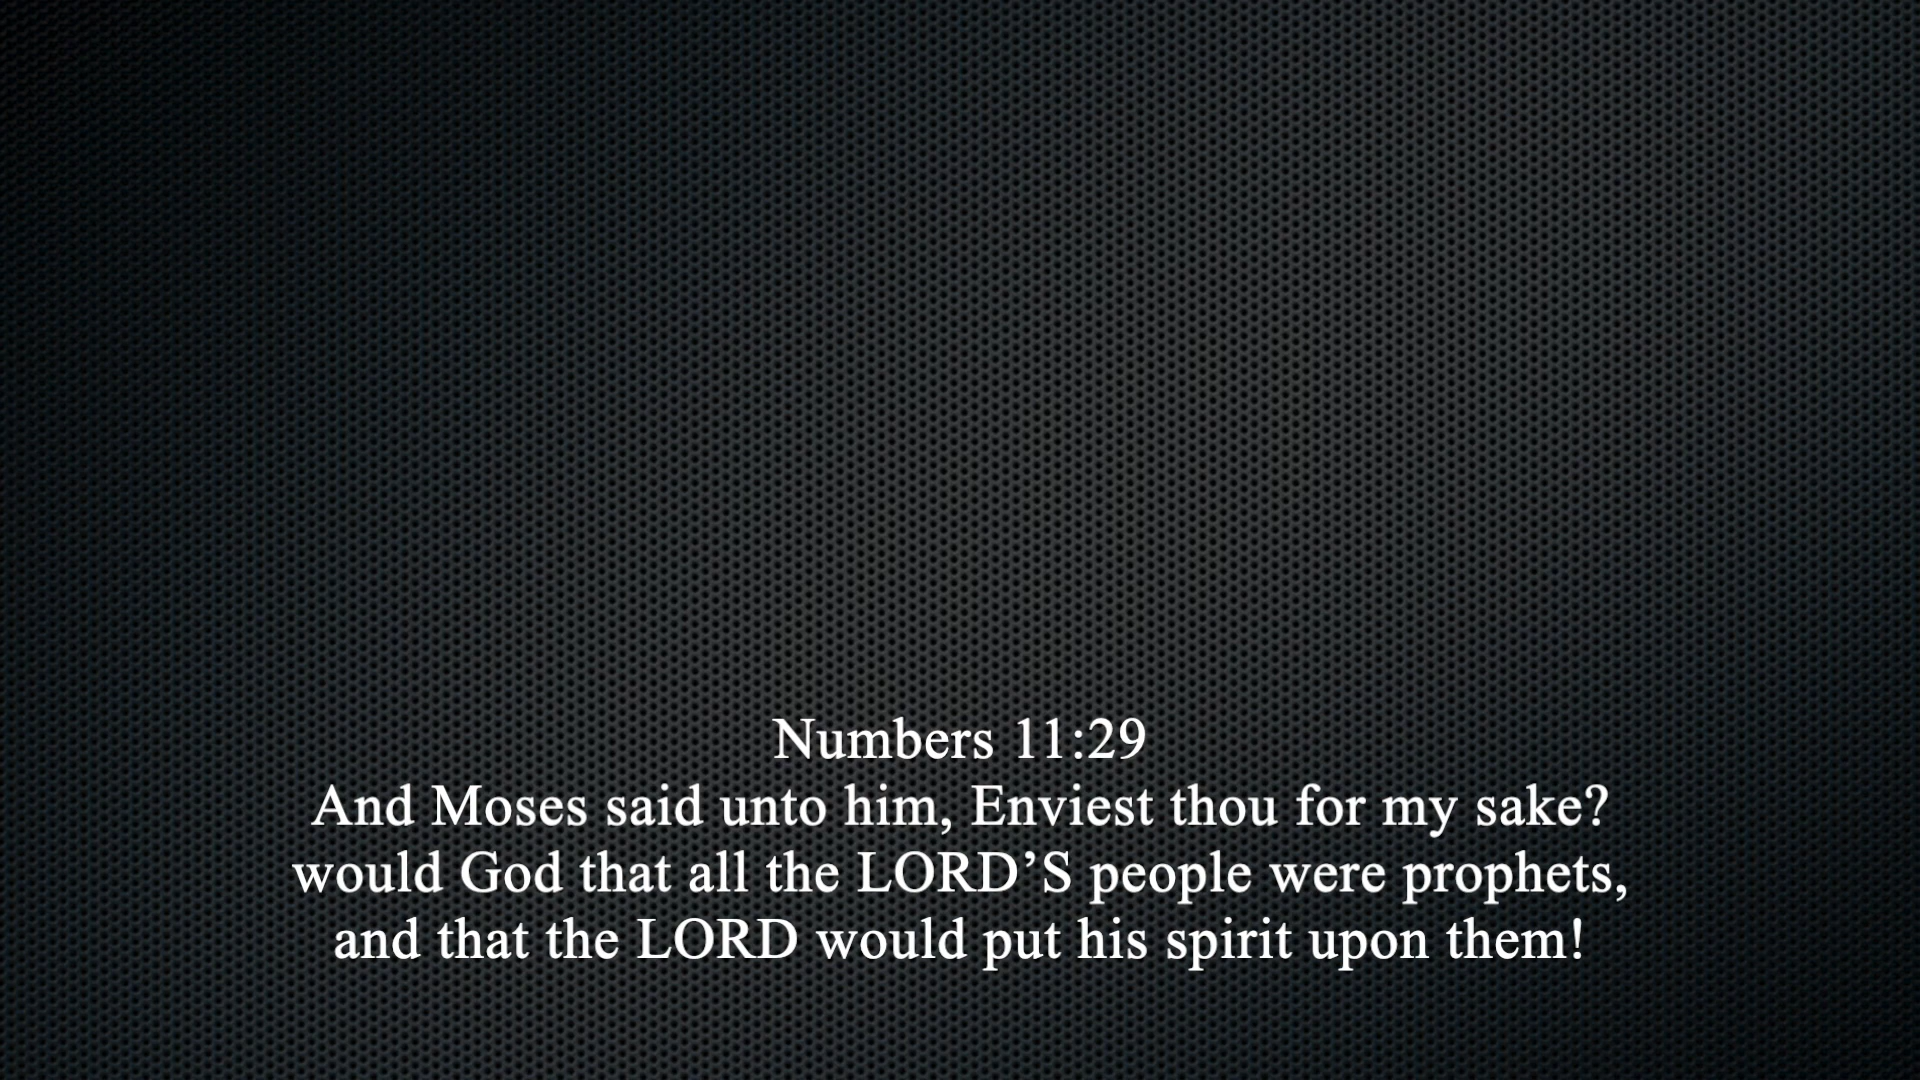 Numbers 11:29
And Moses said unto him, Enviest thou for my sake?
would God that all the LORD’S people were prophets,
and that the LORD would put his spirit upon them!